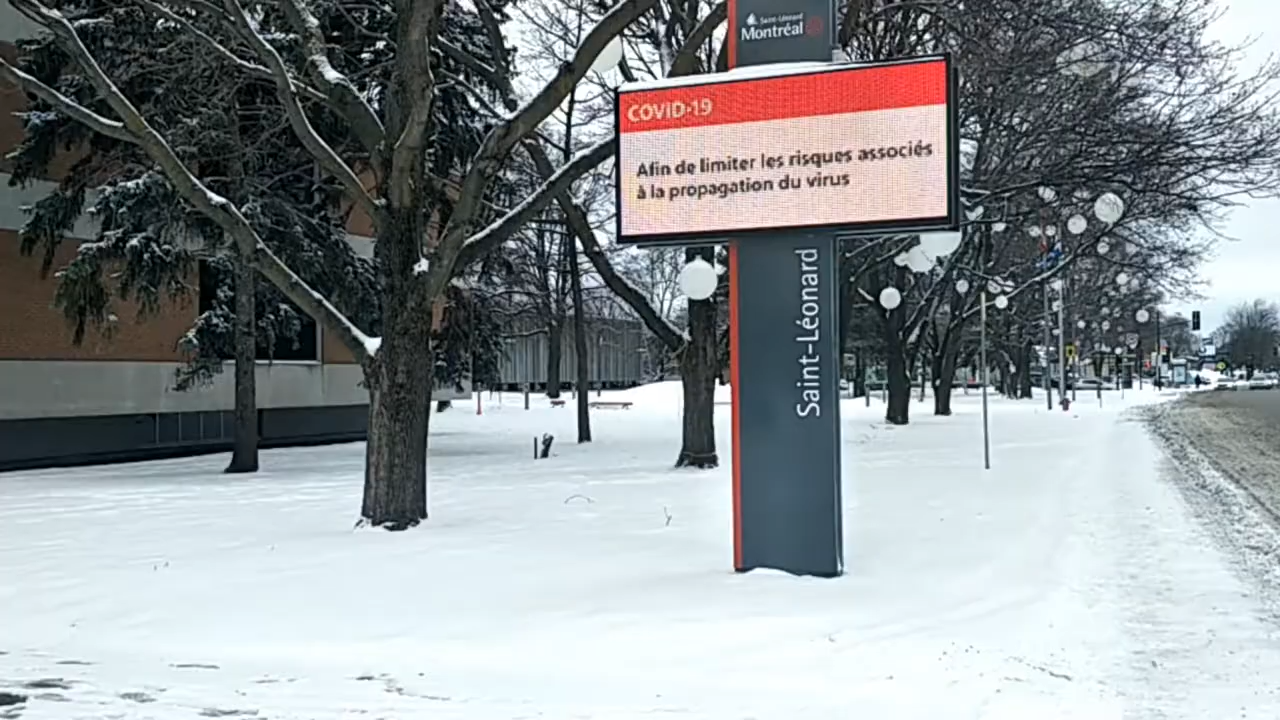 Saint-Léonard
Montréal
COVID-19
Afin de limiter les risques associés
à la propagation du virus
Saint-Léonard